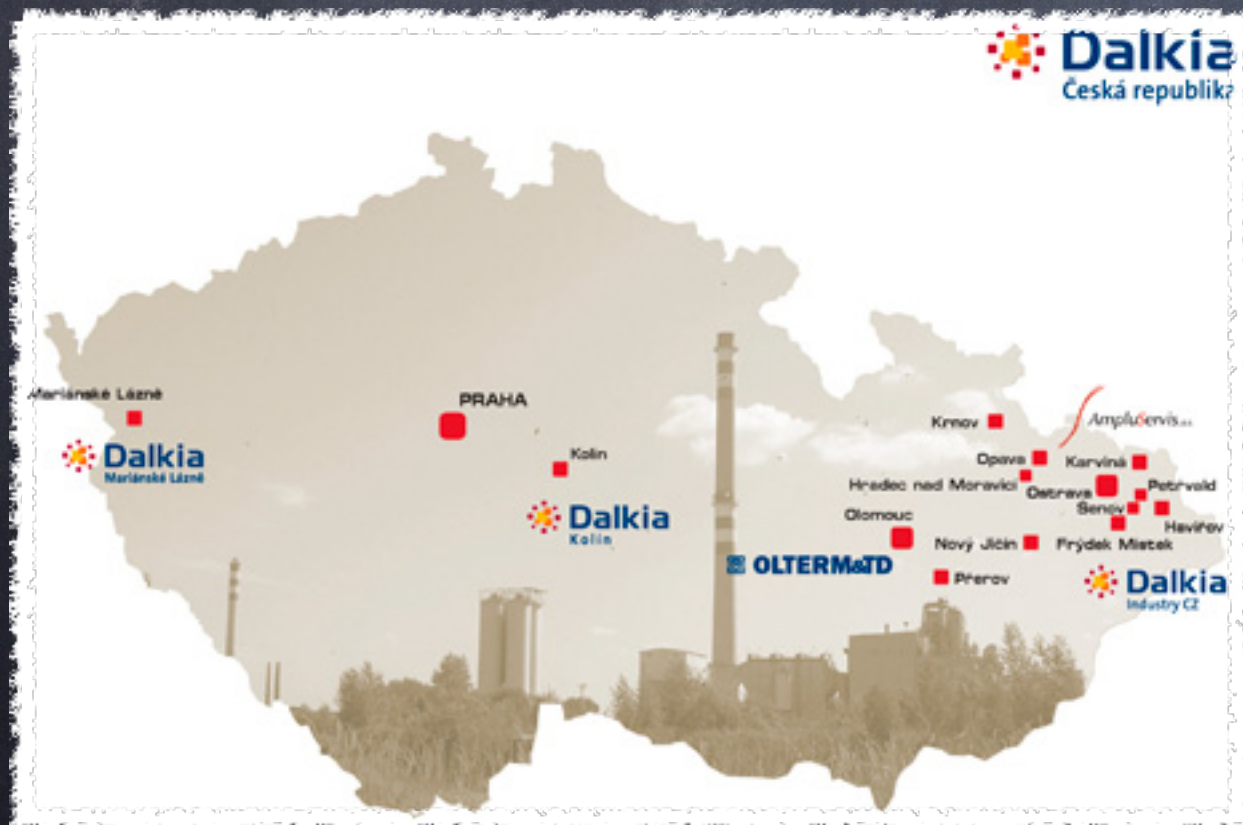 Dalkia
Česká republika
Mariánské Lázně
PRAHA
Dalkia
Mariánské Lázně
Kolín
Dalkia
Kolín
Krnov
AmpluServis
Opava
Karviná
Hradec nad Moravicí
Ostrava
Petřvald
Šenov
Havířov
Olomouc
Nový Jičín
Frýdek Místek
OLTERM&TD
Přerov
Dalkia
Industry CZ